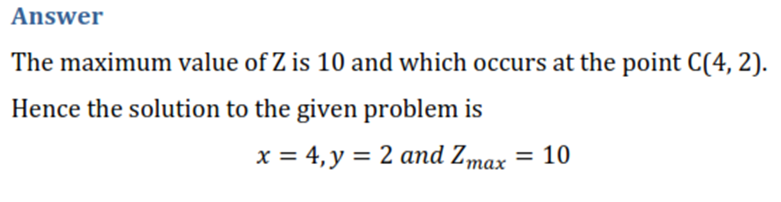 Answer
The maximum value of Z is 10 and which occurs at the point C(4, 2).
Hence the solution to the given problem is
x = 4, y = 2 and Zmax = 10